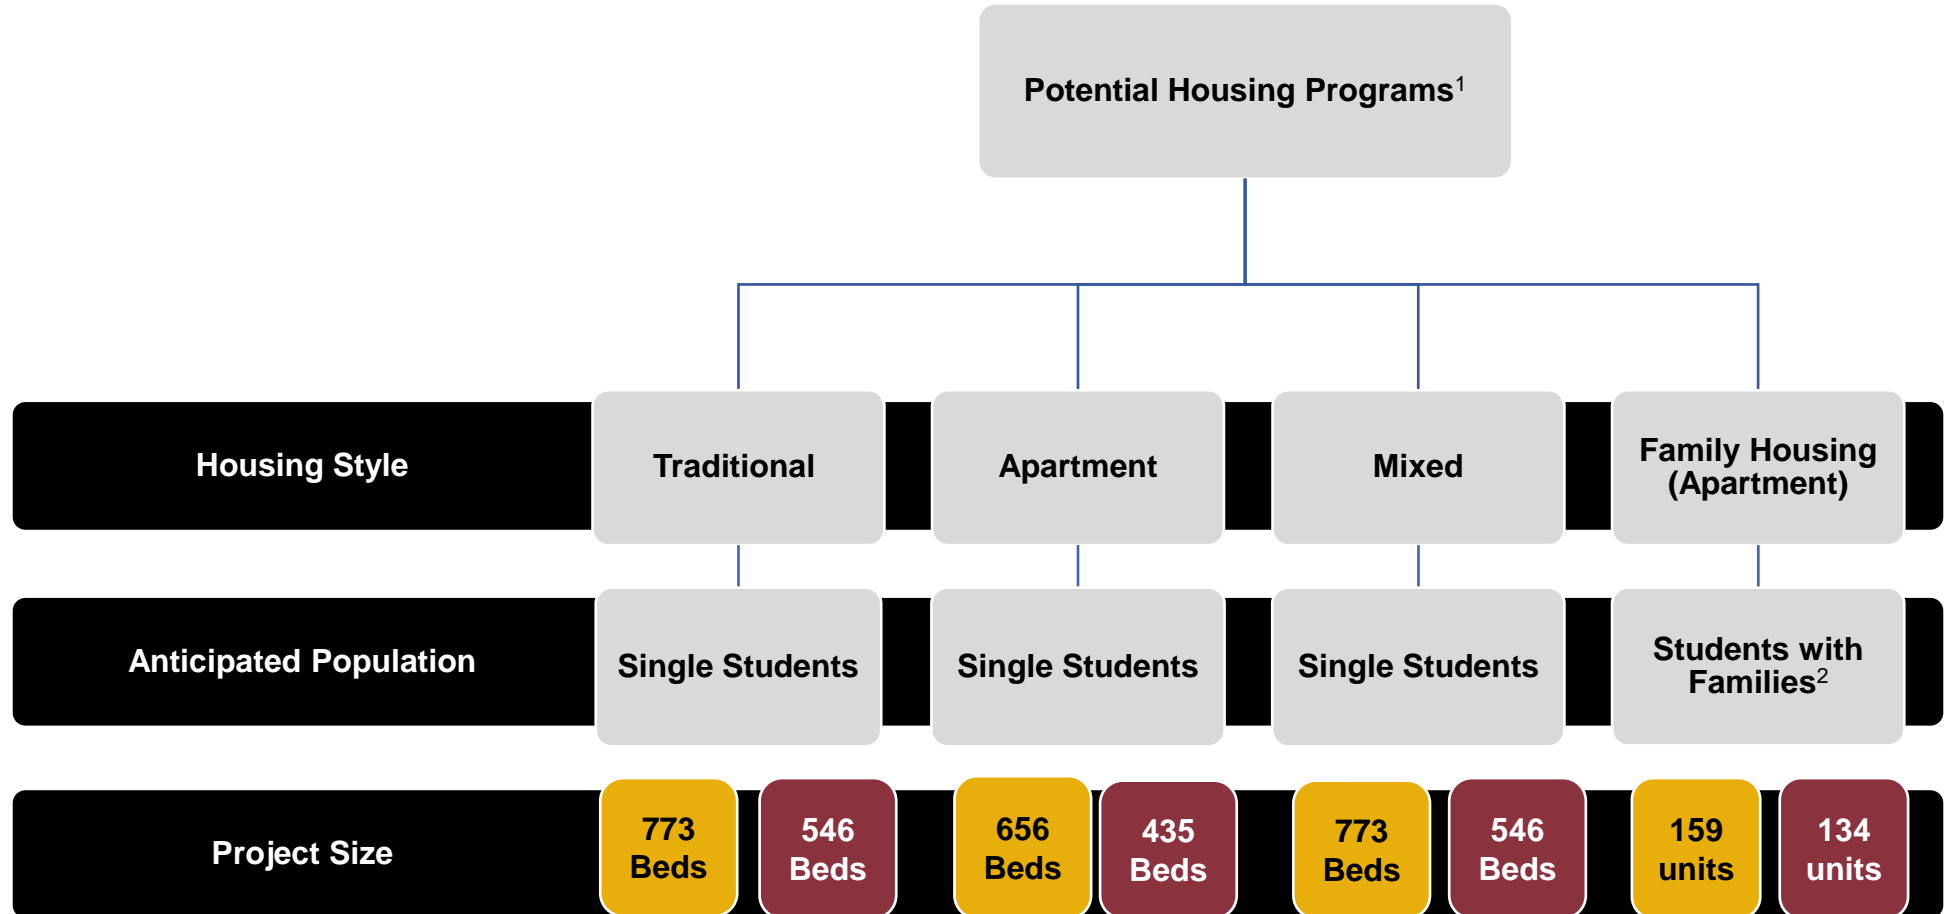 Potential Housing Programs1
Housing Style
Traditional
Apartment
Mixed
Family Housing
(Apartment)
Anticipated Population
Single Students
Single Students
Single Students
Students with
Families2
Project Size
773
Beds
546
Beds
656
Beds
435
Beds
773
Beds
546
Beds
159
units
134
units